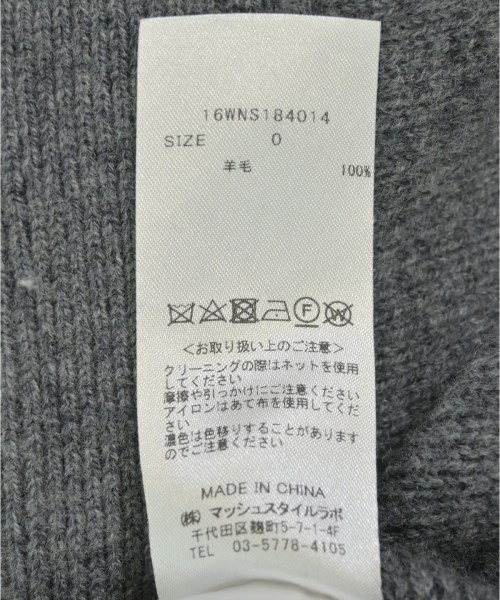 16WNS184014
SIZE 0
羊毛 100%
F W
＜お取り扱い上のご注意＞
クリーニングの際はネットを使用
してください
摩擦や引っかけにご注意ください
アイロンはあて布を使用してください
濃色は色移りすることがあります
のでご注意ください
MADE IN CHINA
(株) マッシュスタイルラボ
千代田区麹町5-7-1-4F
TEL 03-5778-4105